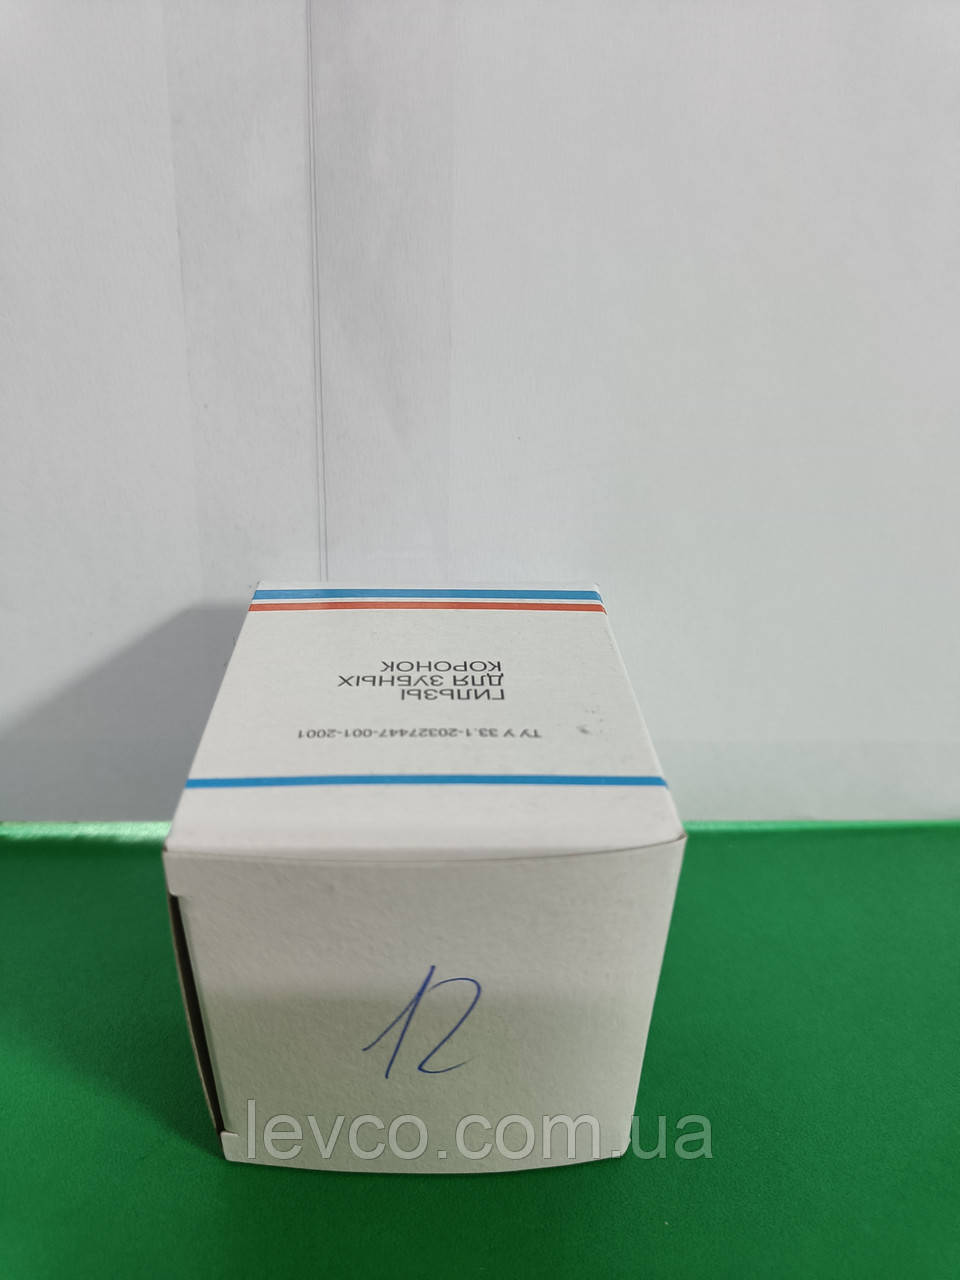 ГИЛЬЗЫ
ДЛЯ ЗУБНЫХ
КОРОНОК
ТУ У 33.1-20327447-001-2001
12
levco.com.ua